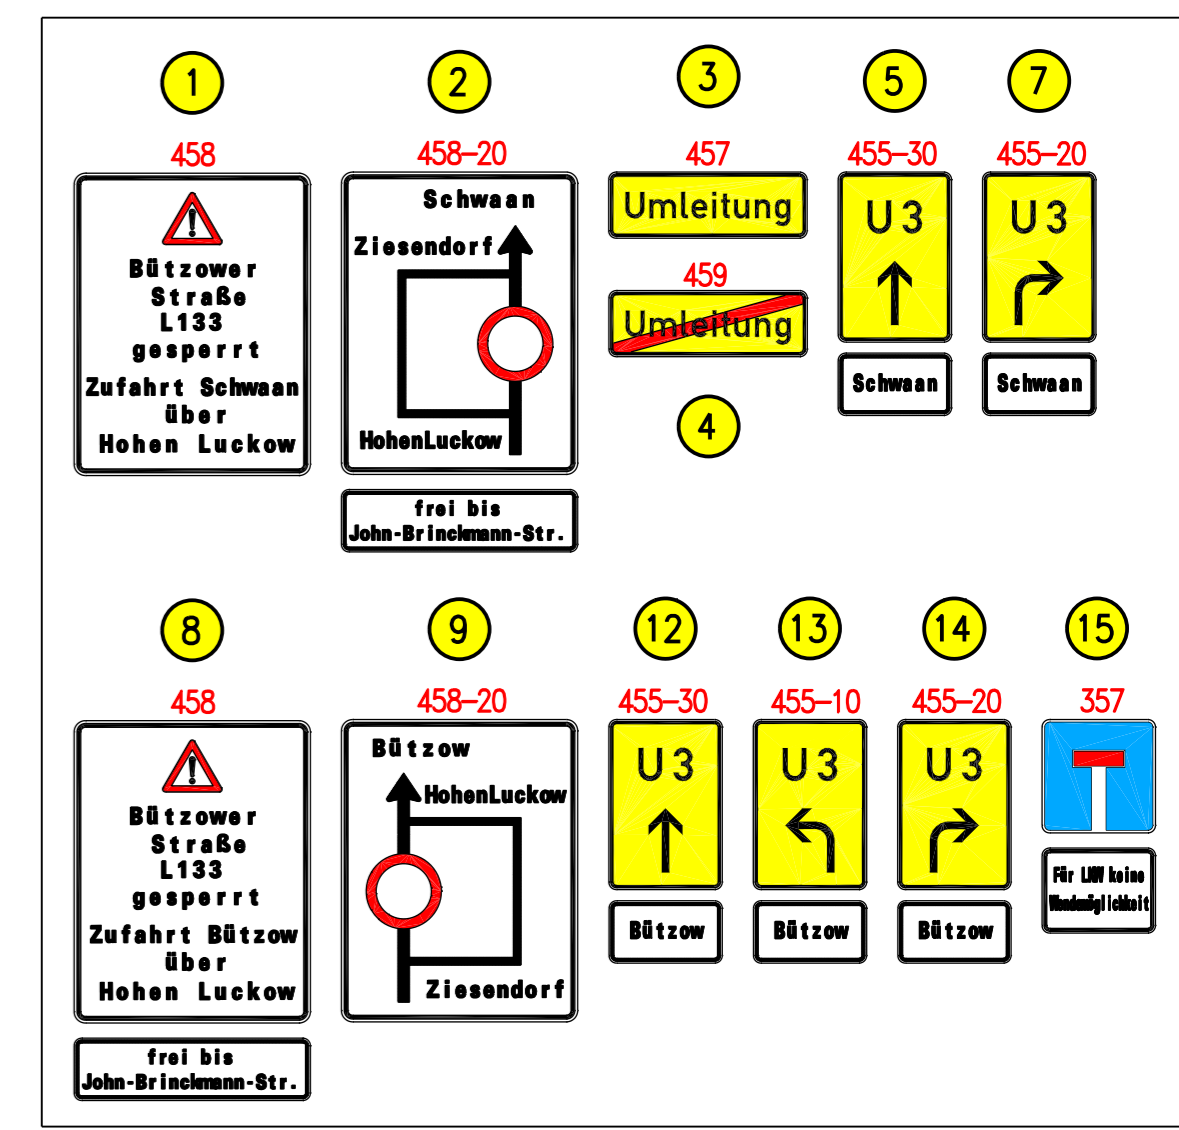 1
458
Bützower
Straße
L133
gesperrt
Zufahrt Schwaan
über
Hohen Luckow
2
458-20
Schwaan
Ziesendorf
HohenLuckow
frei bis
John-Brinckmann-Str.
3
457
Umleitung
459
Umleitung
4
5
455-30
U3
Schwaan
7
455-20
U3
Schwaan
8
458
Bützower
Straße
L133
gesperrt
Zufahrt Bützow
über
Hohen Luckow
frei bis
John-Brinckmann-Str.
9
458-20
Bützow
HohenLuckow
Ziesendorf
12
455-30
U3
Bützow
13
455-10
U3
Bützow
14
455-20
U3
Bützow
15
357
Für LKW keine
Wendemöglichkeit